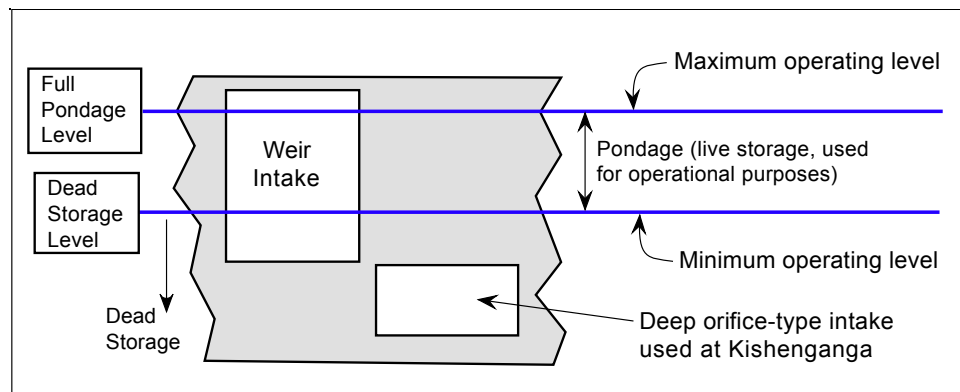 Full
Pondage
Level
Maximum operating level
Weir
Intake
Pondage (live storage, used
for operational purposes)
Dead
Storage
Level
Minimum operating level
Dead
Storage
Deep orifice-type intake
used at Kishenganga